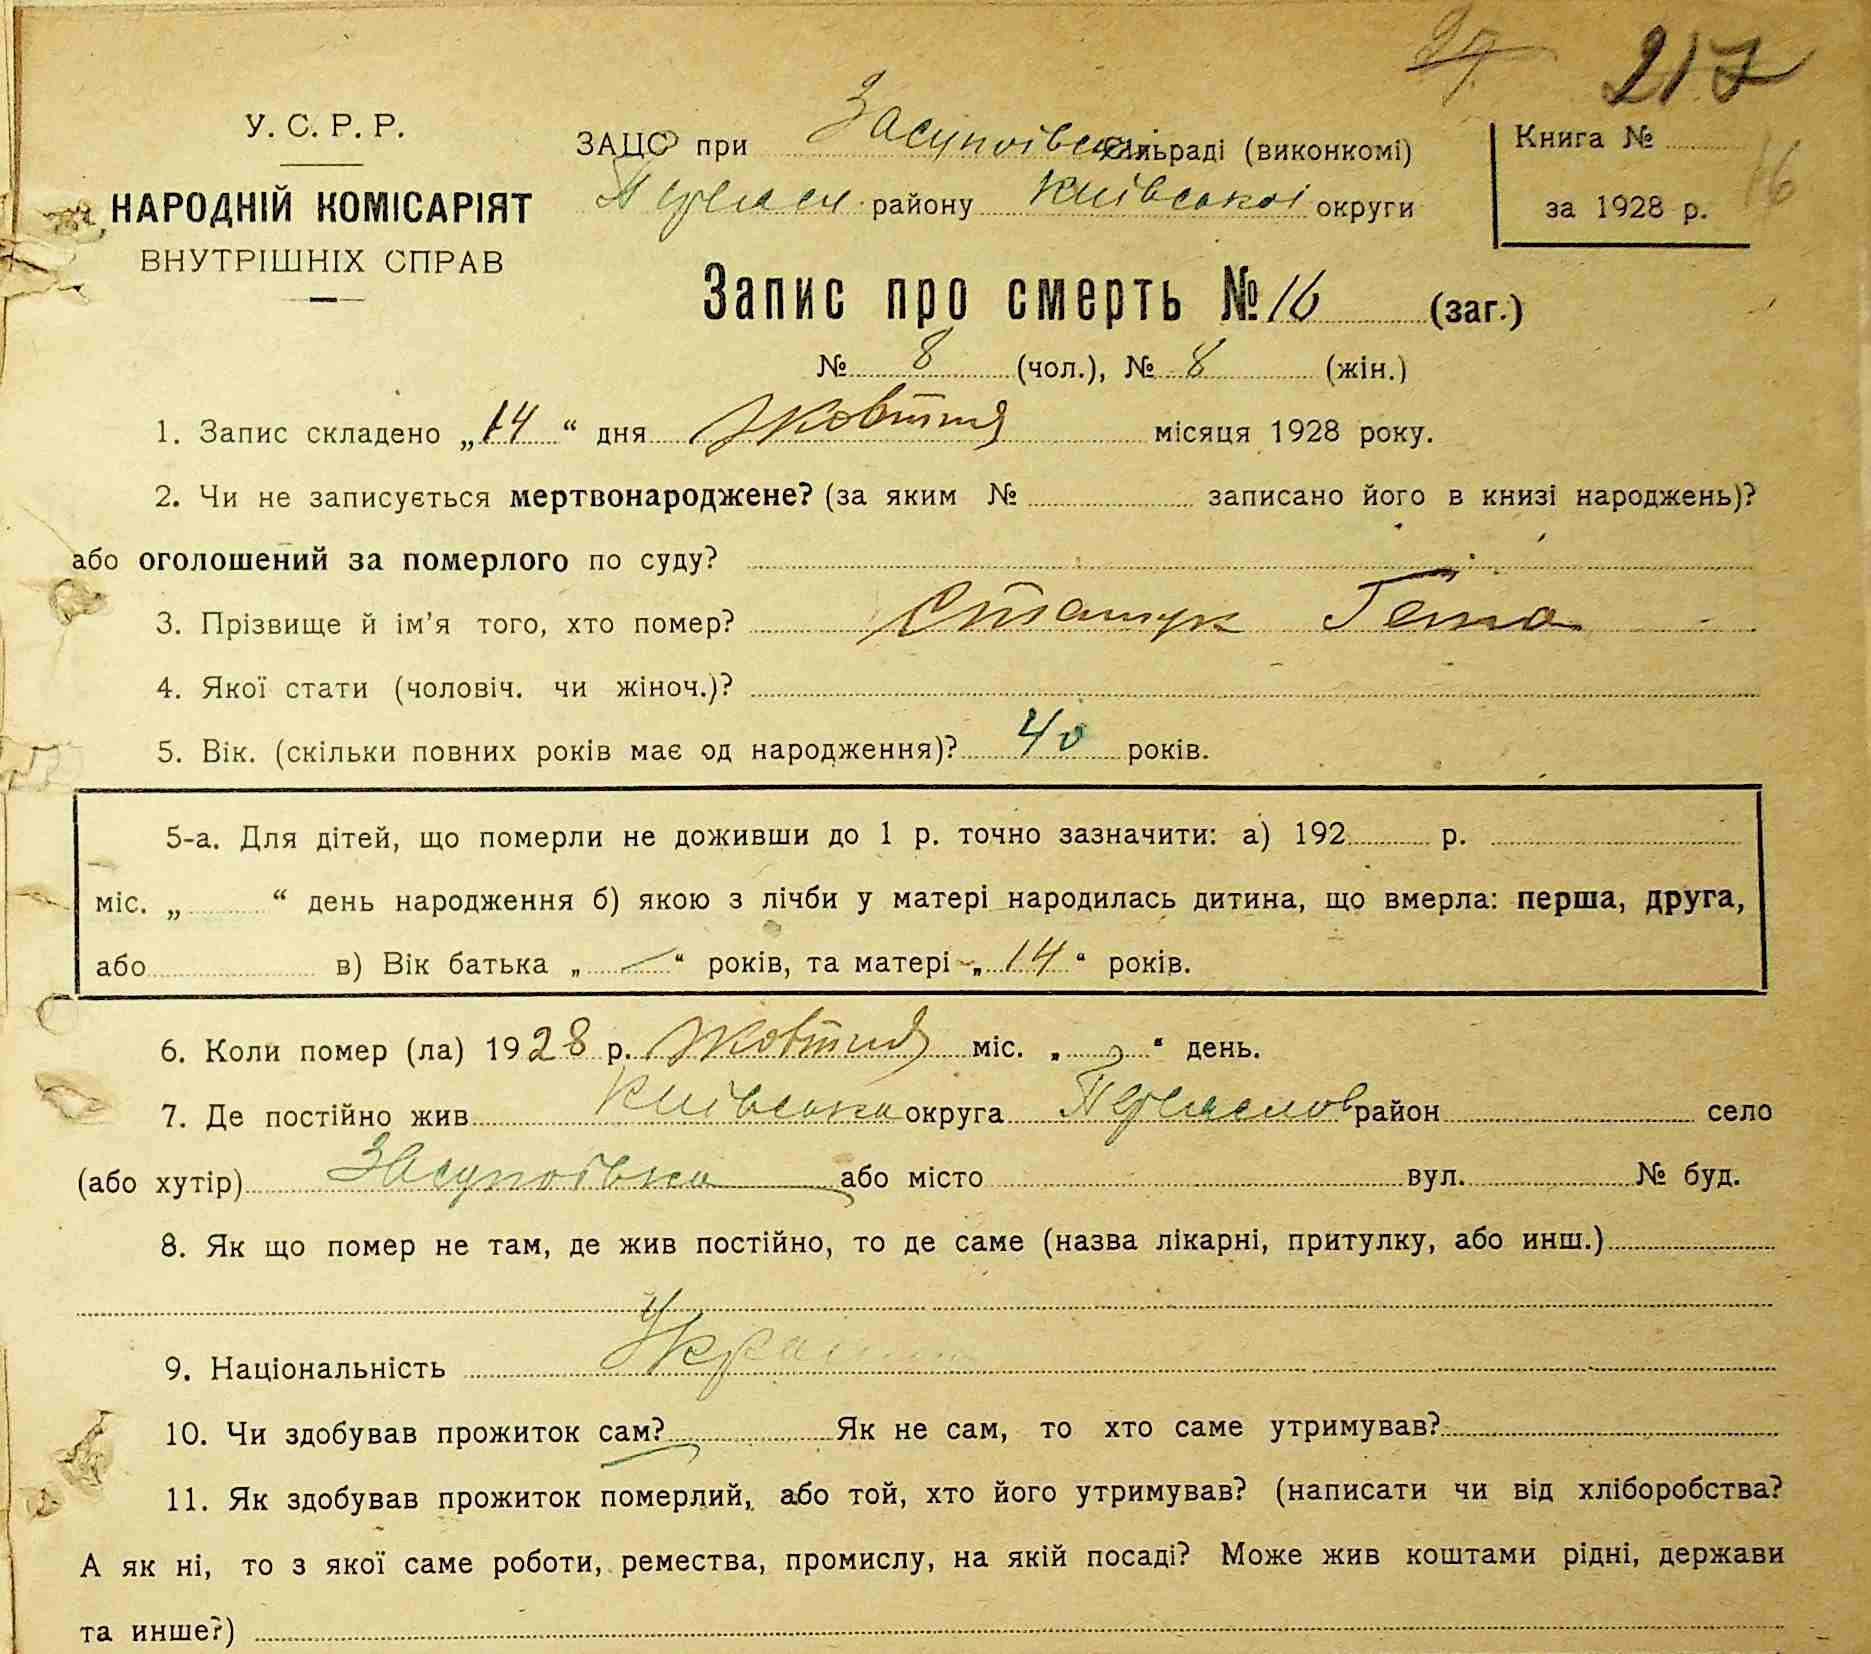 27 217
У. С. Р. Р.
НАРОДНІЙ КОМІСАРІЯТ
ВНУТРІШНІХ СПРАВ
ЗАЦС при Засупоївськ сільраді (виконкомі)
району Київської округи
Книга №
за 1928 р. 16
Запис про смерть № 16 (заг.)
№ 8 (чол.), № 8 (жін.)
1. Запис складено „14“ дня Жовтня місяця 1928 року.
2. Чи не записується мертвонароджене? (за яким № записано його в книзі народжень)?
або оголошений за померлого по суду?
3. Прізвище й ім’я того, хто помер?
4. Якої стати (чоловіч. чи жіноч.)?
5. Вік. (скільки повних років має од народження)? 40 років.
5-а. Для дітей, що померли не доживши до 1 р. точно зазначити: а) 192 р.
міс. „ “ день народження б) якою з лічби у матері народилась дитина, що вмерла: перша, друга,
або в) Вік батька „ — “ років, та матері „ 14 “ років.
6. Коли помер (ла) 1928 р. Жовтня міс. „ “ день.
7. Де постійно жив Київська округа район село
(або хутір) Засупоївка або місто вул. № буд.
8. Як що помер не там, де жив постійно, то де саме (назва лікарні, притулку, або инш.)
9. Національність
10. Чи здобував прожиток сам? Як не сам, то хто саме утримував?
11. Як здобував прожиток померлий, або той, хто його утримував? (написати чи від хліборобства?
А як ні, то з якої саме роботи, ремества, промислу, на якій посаді? Може жив коштами рідні, держави
та инше?)